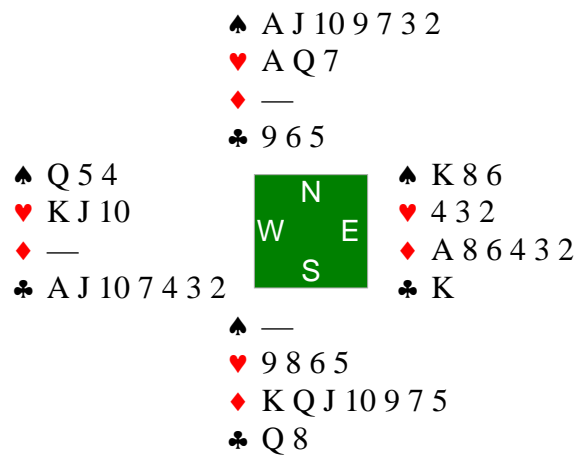 ♠ A J 10 9 7 3 2
♥ A Q 7
♦ —
♣ 9 6 5
♠ Q 5 4
♥ K J 10
♦ —
♣ A J 10 7 4 3 2
N
W E
S
♠ K 8 6
♥ 4 3 2
♦ A 8 6 4 3 2
♣ K
♠ —
♥ 9 8 6 5
♦ K Q J 10 9 7 5
♣ Q 8